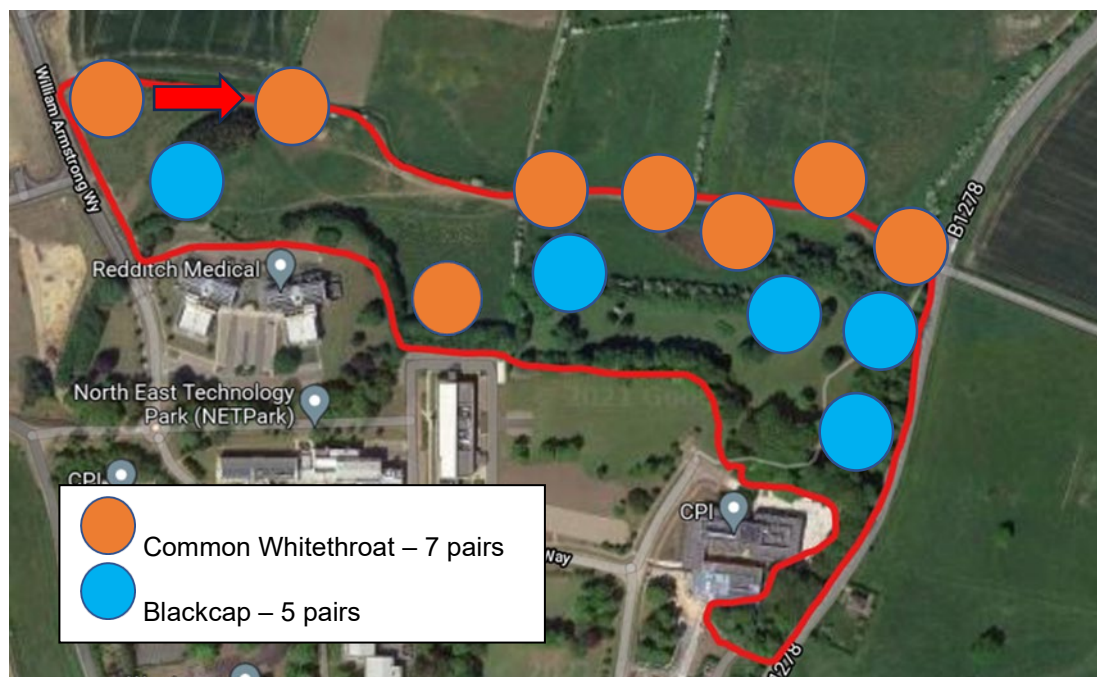 William Armstrong Wy
B1278
Redditch Medical
North East Technology
Park (NETPark)
CPI
CPI
Way
Common Whitethroat – 7 pairs
Blackcap – 5 pairs